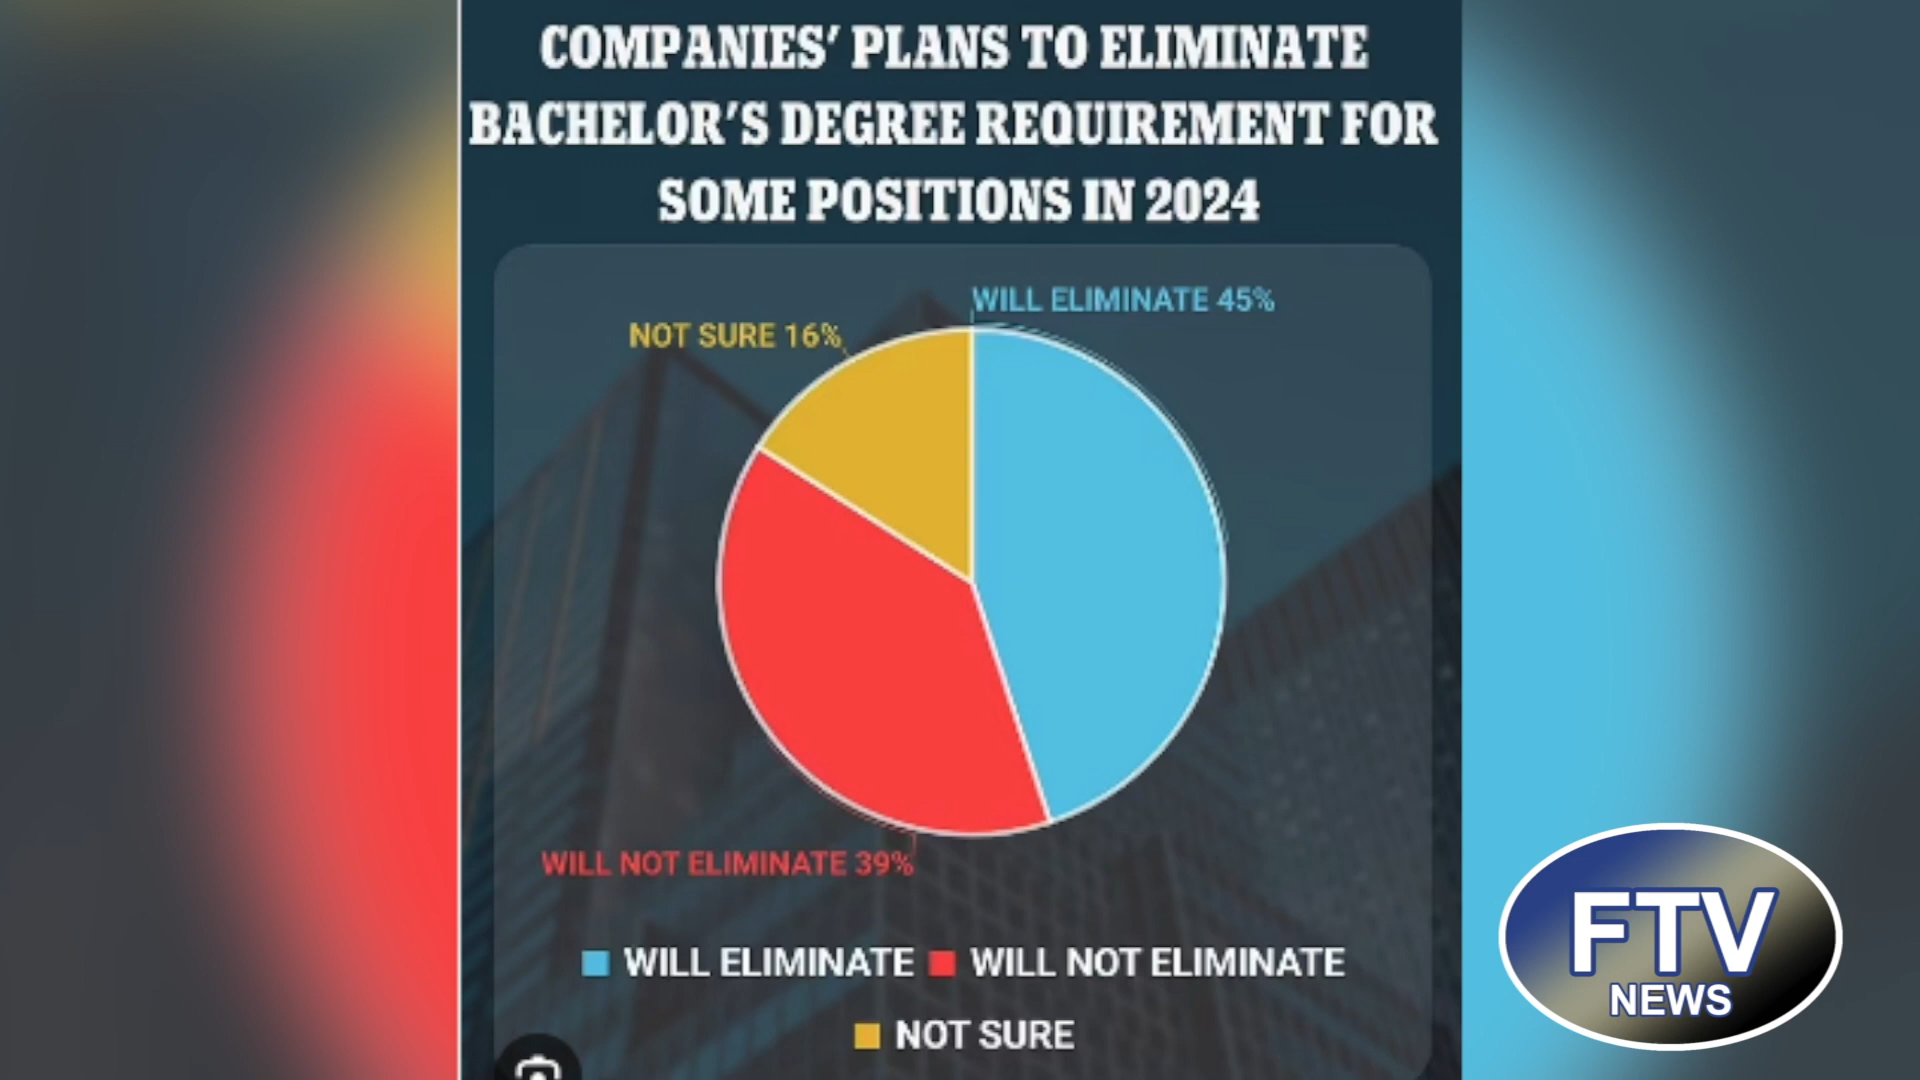 COMPANIES' PLANS TO ELIMINATE
BACHELOR'S DEGREE REQUIREMENT FOR
SOME POSITIONS IN 2024
WILL ELIMINATE 45%
NOT SURE 16%
WILL NOT ELIMINATE 39%
WILL ELIMINATE WILL NOT ELIMINATE
NOT SURE
FTV
NEWS